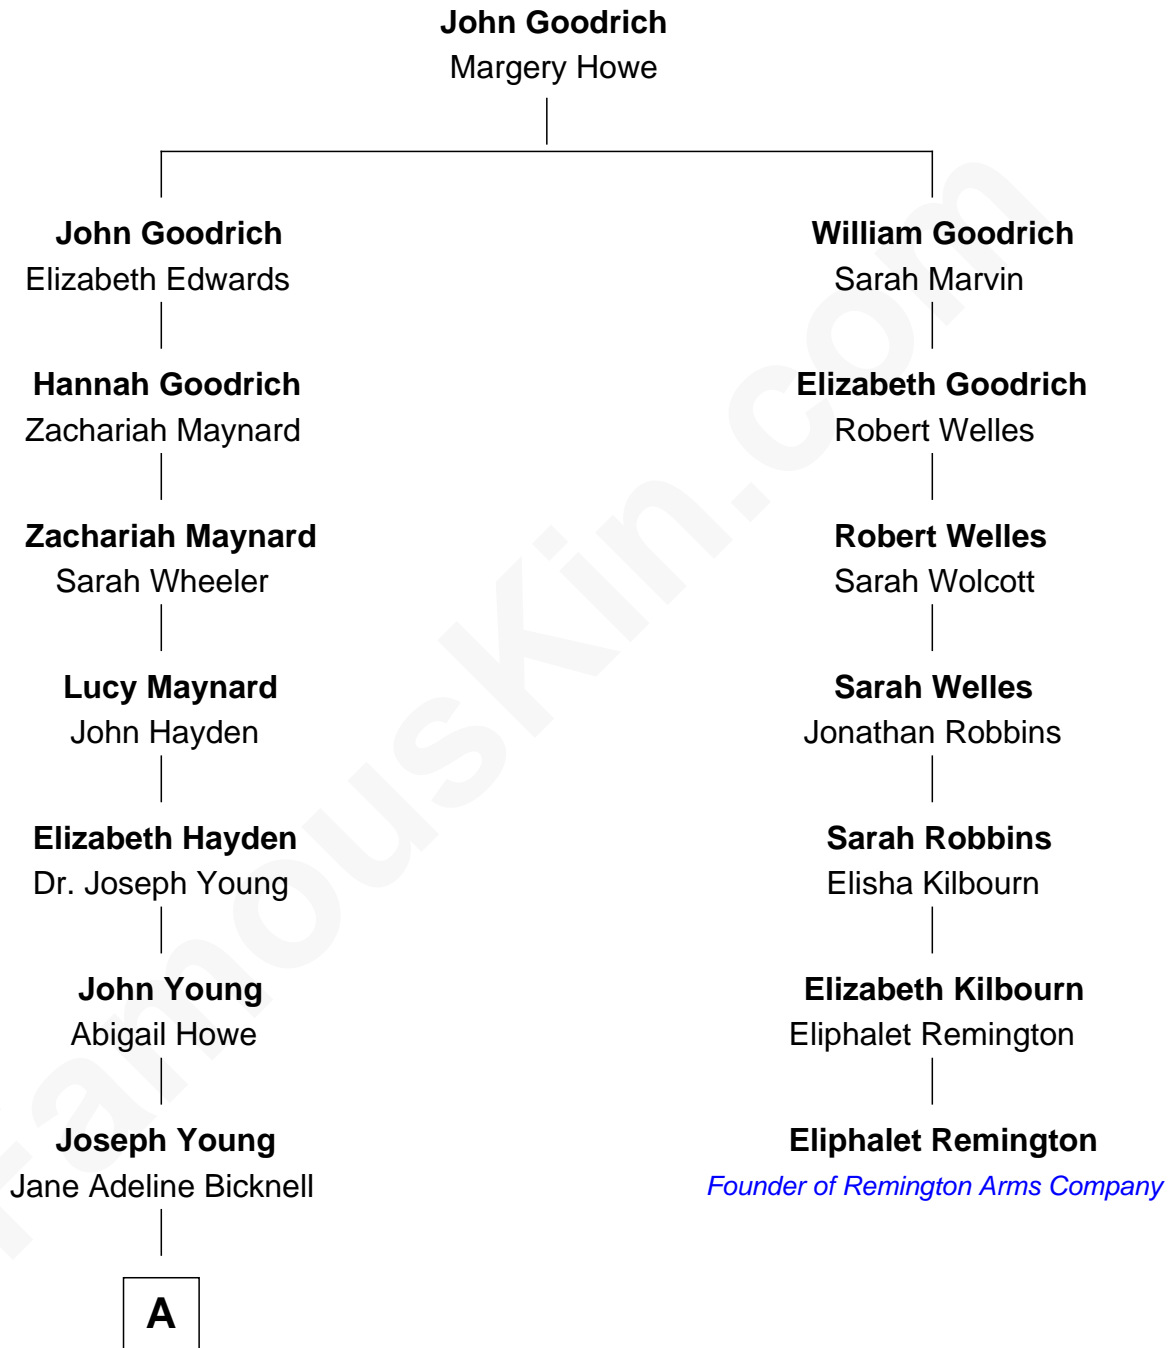 John Goodrich
Margery Howe
John Goodrich
Elizabeth Edwards
Hannah Goodrich
Zachariah Maynard
Zachariah Maynard
Sarah Wheeler
Lucy Maynard
John Hayden
Elizabeth Hayden
Dr. Joseph Young
John Young
Abigail Howe
Joseph Young
Jane Adeline Bicknell
A
William Goodrich
Sarah Marvin
Elizabeth Goodrich
Robert Welles
Robert Welles
Sarah Wolcott
Sarah Welles
Jonathan Robbins
Sarah Robbins
Elisha Kilbourn
Elizabeth Kilbourn
Eliphalet Remington
Eliphalet Remington
Founder of Remington Arms Company
FamousKin.com